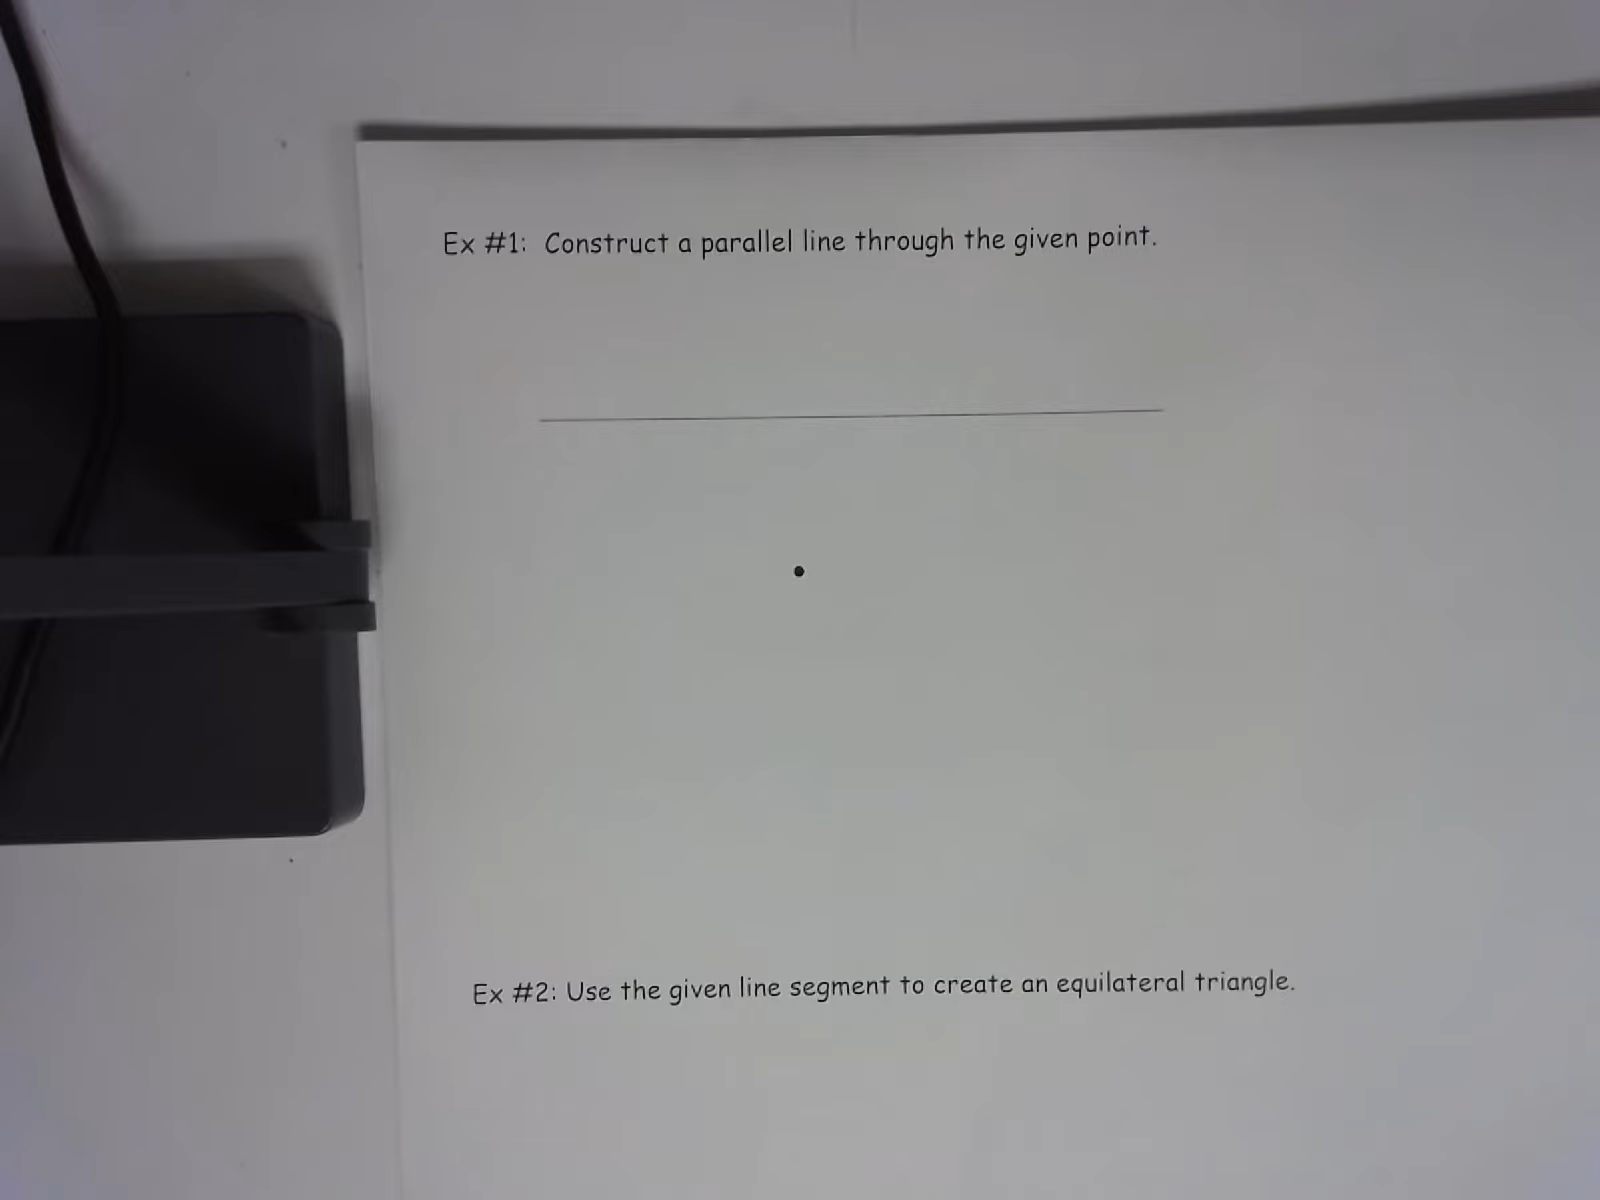 Ex #1: Construct a parallel line through the given point.
Ex #2: Use the given line segment to create an equilateral triangle.